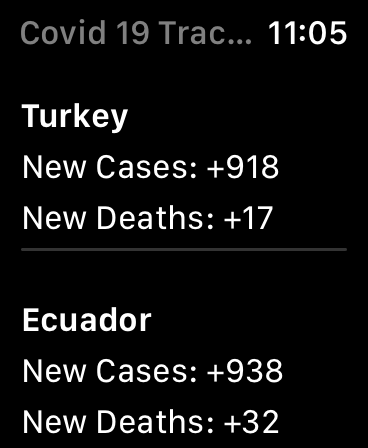 Covid 19 Trac... 11:05
Turkey
New Cases: +918
New Deaths: +17
Ecuador
New Cases: +938
New Deaths: +32